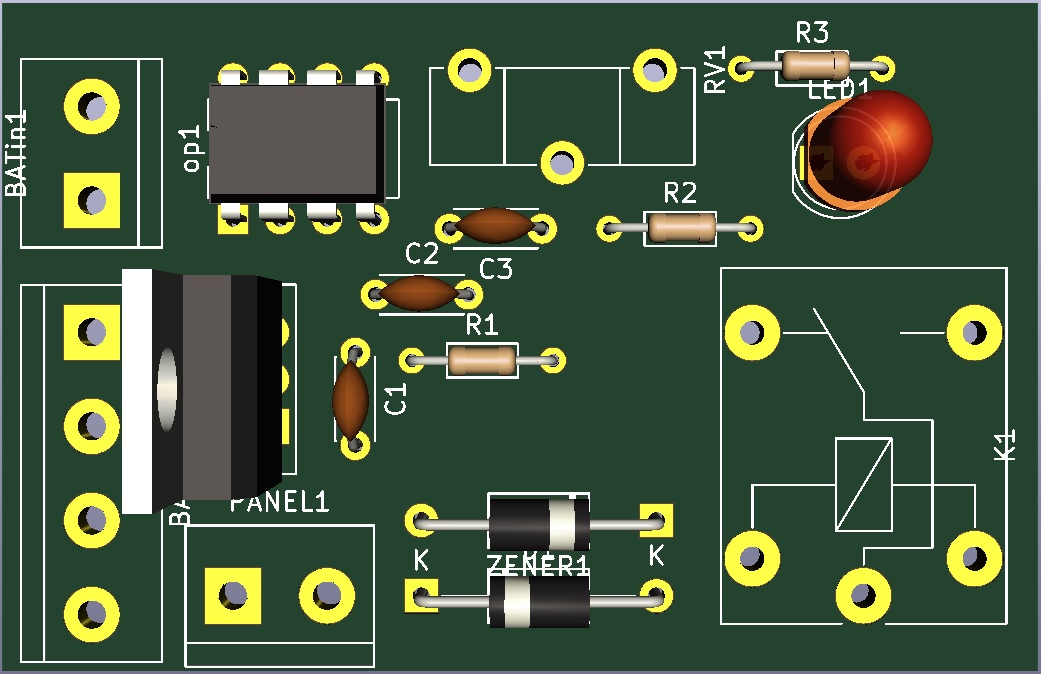 R3
RV1
LED1
BATin1
op1
R2
C2
C3
R1
C1
K1
BA
PANEL1
K
K
ZENER1